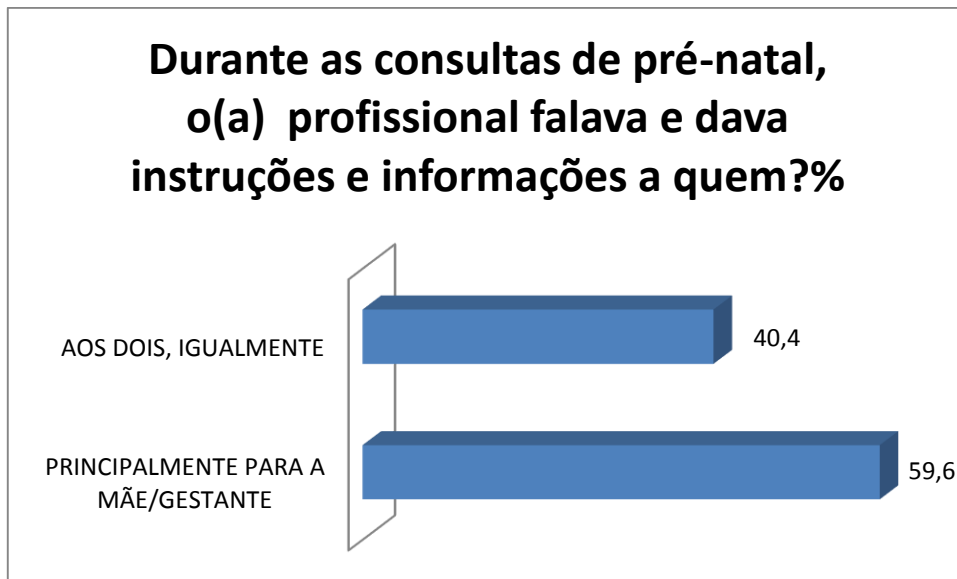 Durante as consultas de pré-natal,
o(a) profissional falava e dava
instruções e informações a quem?%
AOS DOIS, IGUALMENTE
40,4
PRINCIPALMENTE PARA A
MÃE/GESTANTE
59,6